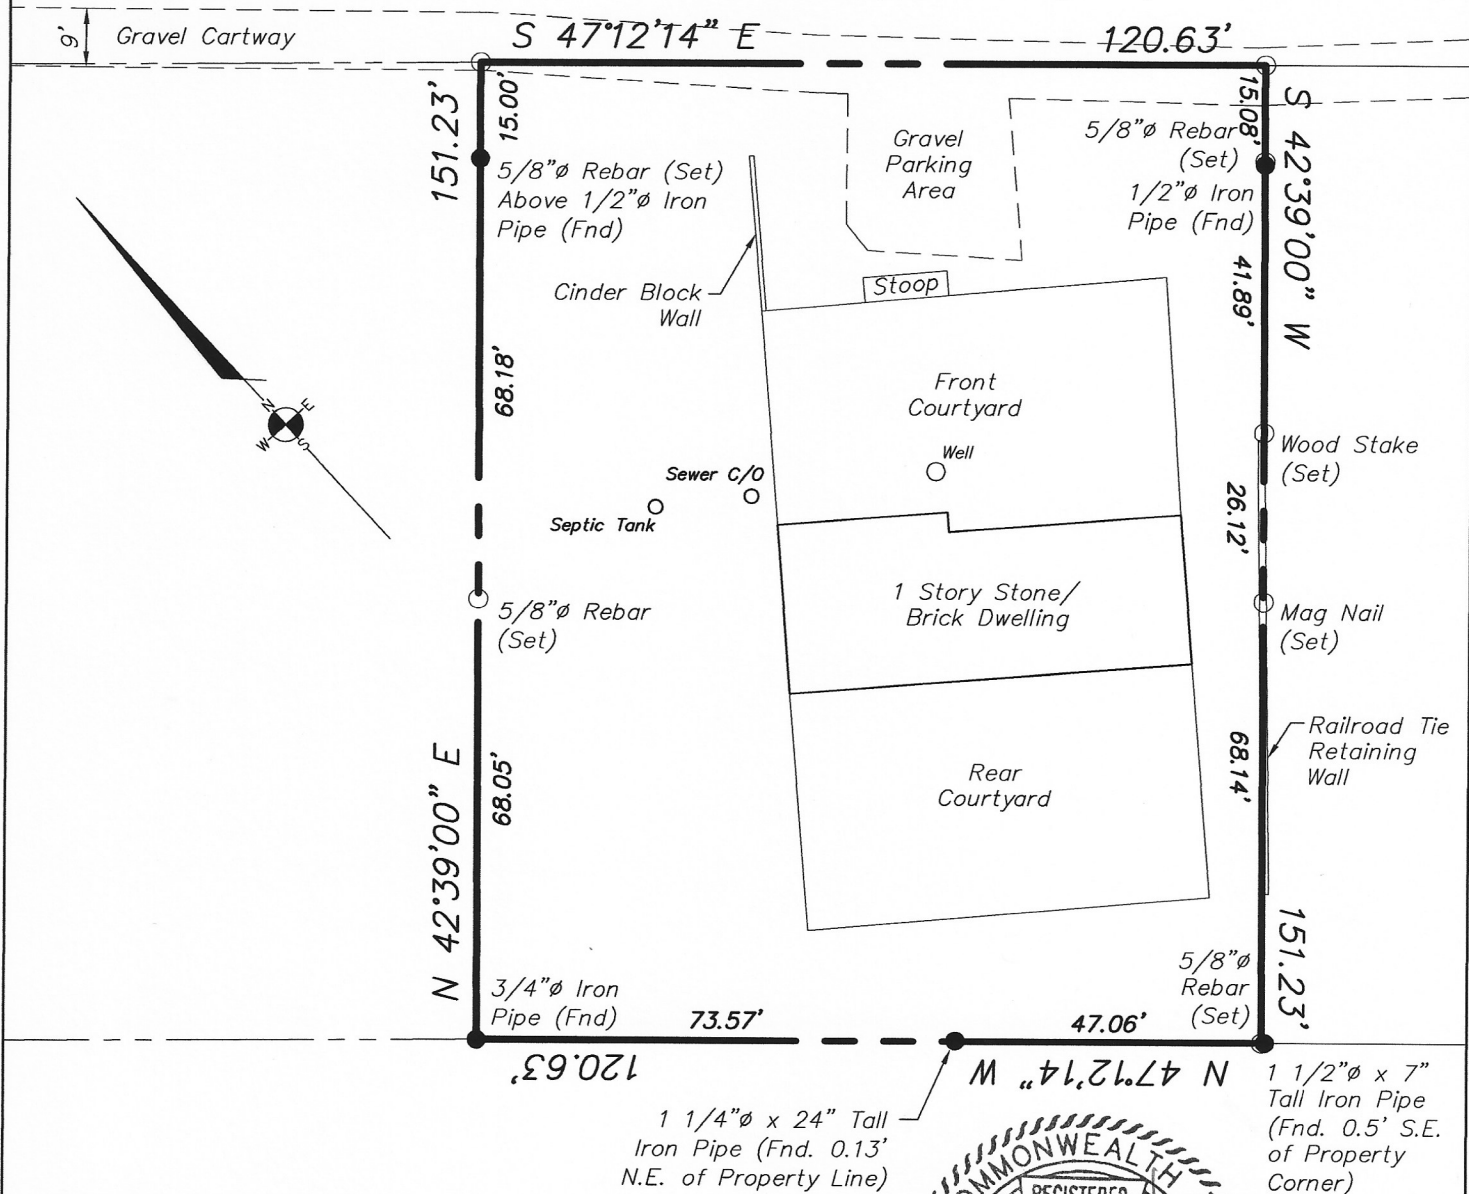 9'
Gravel Cartway
S 47°12'14" E
120.63'
151.23'
15.00'
5/8"ø Rebar (Set)
Above 1/2"ø Iron
Pipe (Fnd)
Gravel
Parking
Area
15.08'
5/8"ø Rebar
(Set)
1/2"ø Iron
Pipe (Fnd)
S 42°39'00" W
Cinder Block
Wall
Stoop
41.89'
68.18'
Front
Courtyard
N
E
W
S
Well
Sewer C/O
Septic Tank
Wood Stake
(Set)
26.12'
1 Story Stone/
Brick Dwelling
5/8"ø Rebar
(Set)
Mag Nail
(Set)
Railroad Tie
Retaining
Wall
68.14'
68.05'
N 42°39'00" E
Rear
Courtyard
151.23'
3/4"ø Iron
Pipe (Fnd)
73.57'
47.06'
5/8"ø
Rebar
(Set)
120.63'
N 47°12'14" W
1 1/4"ø x 24" Tall
Iron Pipe (Fnd. 0.13'
N.E. of Property Line)
1 1/2"ø x 7"
Tall Iron Pipe
(Fnd. 0.5' S.E.
of Property
Corner)
OMMONWEALTH
REGISTERED